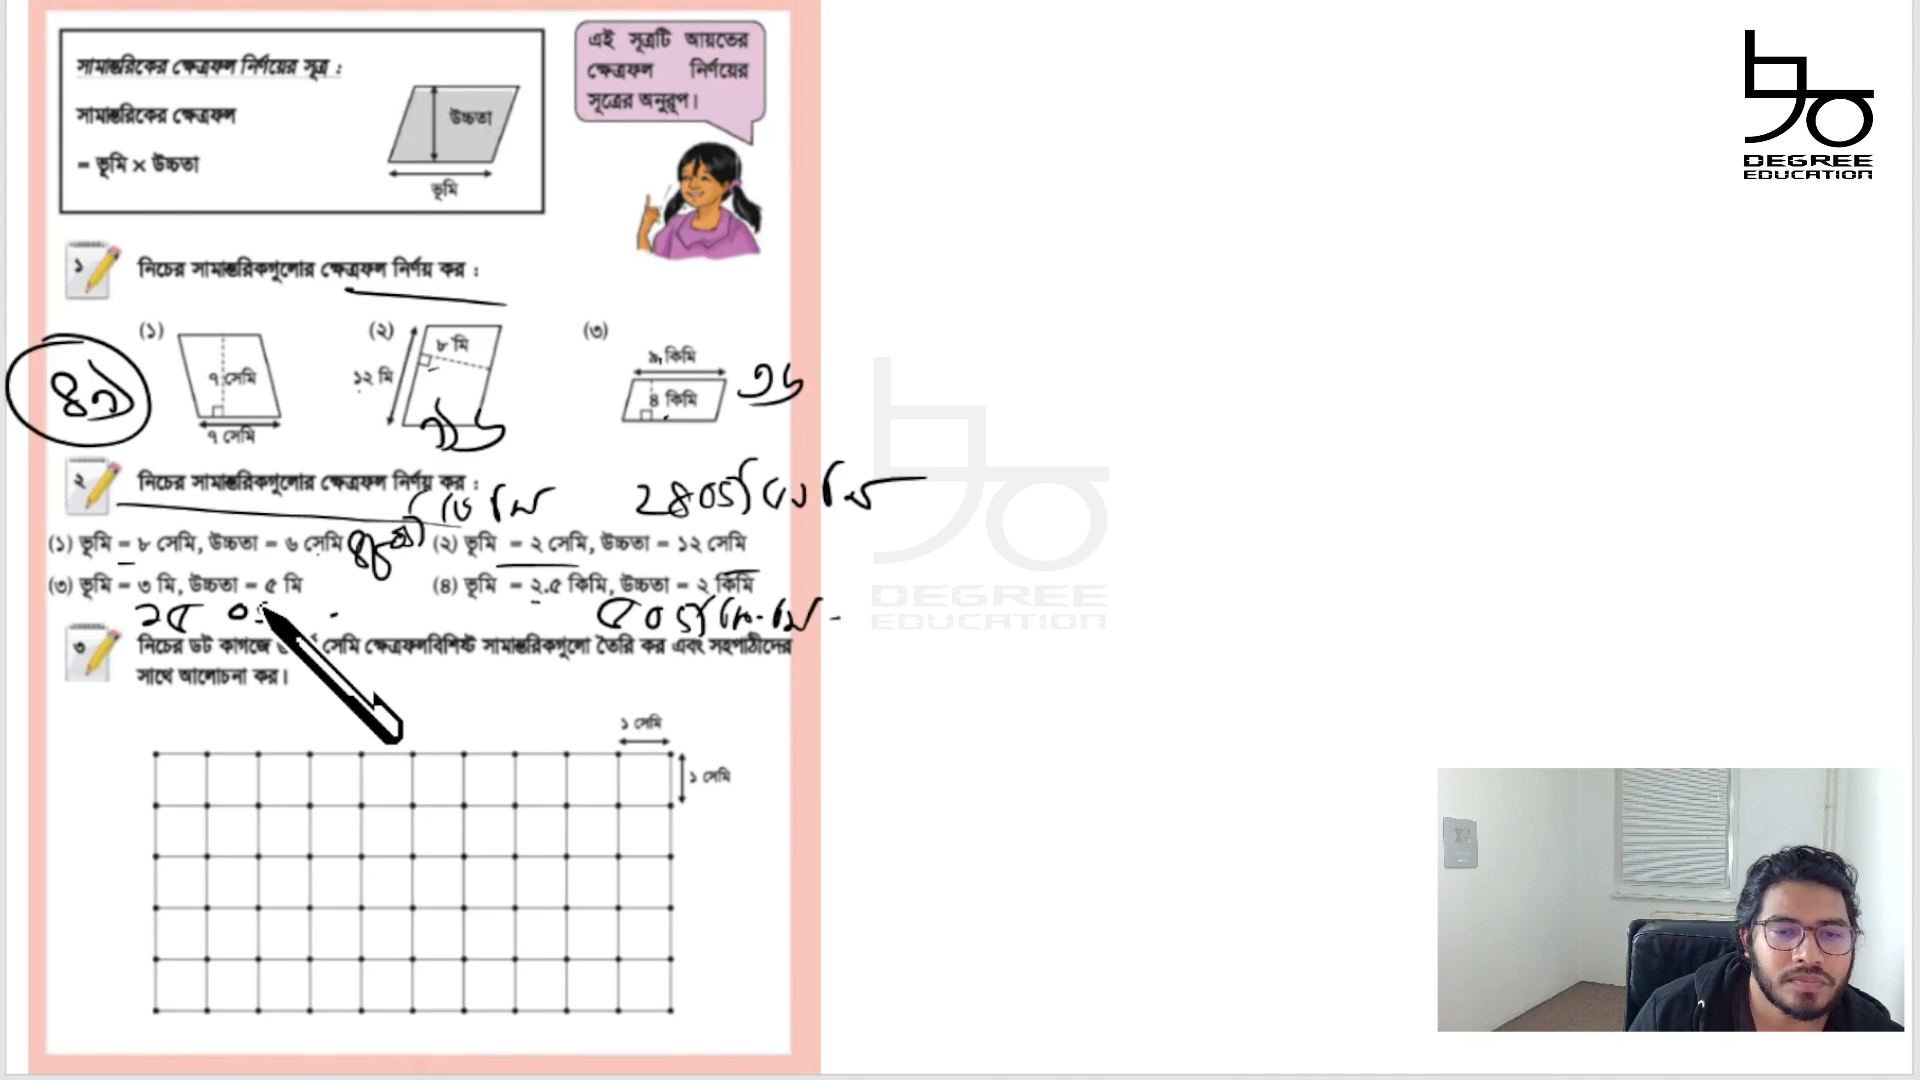 সামান্তরিকের ক্ষেত্রফল নির্ণয়ের সূত্র :
সামান্তরিকের ক্ষেত্রফল
= ভূমি × উচ্চতা
উচ্চতা
ভূমি
এই সূত্রটি আয়তের
ক্ষেত্রফল নির্ণয়ের
সূত্রের অনুরূপ।
DEGREE
EDUCATION
১
নিচের সামান্তরিকগুলোর ক্ষেত্রফল নির্ণয় কর :
(১)
৭ সেমি
৭ সেমি
৪৯
(২)
৮ মি
১২ মি
৯৬
(৩)
৯ কিমি
৪ কিমি
৩৬
২
নিচের সামান্তরিকগুলোর ক্ষেত্রফল নির্ণয় কর :
(১) ভূমি = ৮ সেমি, উচ্চতা = ৬ সেমি
(২) ভূমি = ২ সেমি, উচ্চতা = ১২ সেমি
(৩) ভূমি = ৩ মি, উচ্চতা = ৫ মি
(৪) ভূমি = ২.৫ কিমি, উচ্চতা = ২ কিমি
৩
নিচের ডট কাগজে সেমি ক্ষেত্রফলবিশিষ্ট সামান্তরিকগুলো তৈরি কর এবং সহপাঠীদের
সাথে আলোচনা কর।
১ সেমি
১ সেমি
DEGREE
EDUCATION